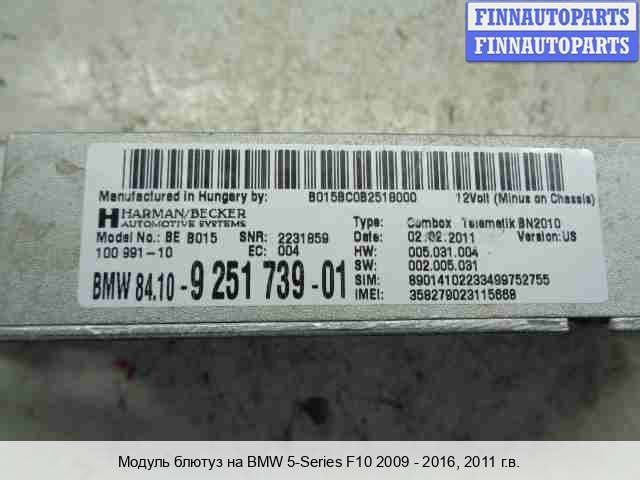 FINNAUTOPARTS
FINNAUTOPARTS
Manufactured in Hungary by: B015BC0B2518000 12Volt (Minus on Chassis)
HARMAN/BECKER
AUTOMOTIVE SYSTEMS
Type: Combox Telematik BN2010
Model No.: BE B015 SNR: 2231859 Date: 02.02.2011 Version: US
100 991-10 EC: 004 HW: 005.031.004
SW: 002.005.031
BMW 84.10-9 251 739-01 SIM: 89014102233499752755
IMEI: 358279023115668
Модуль блютуз на BMW 5-Series F10 2009 - 2016, 2011 г.в.